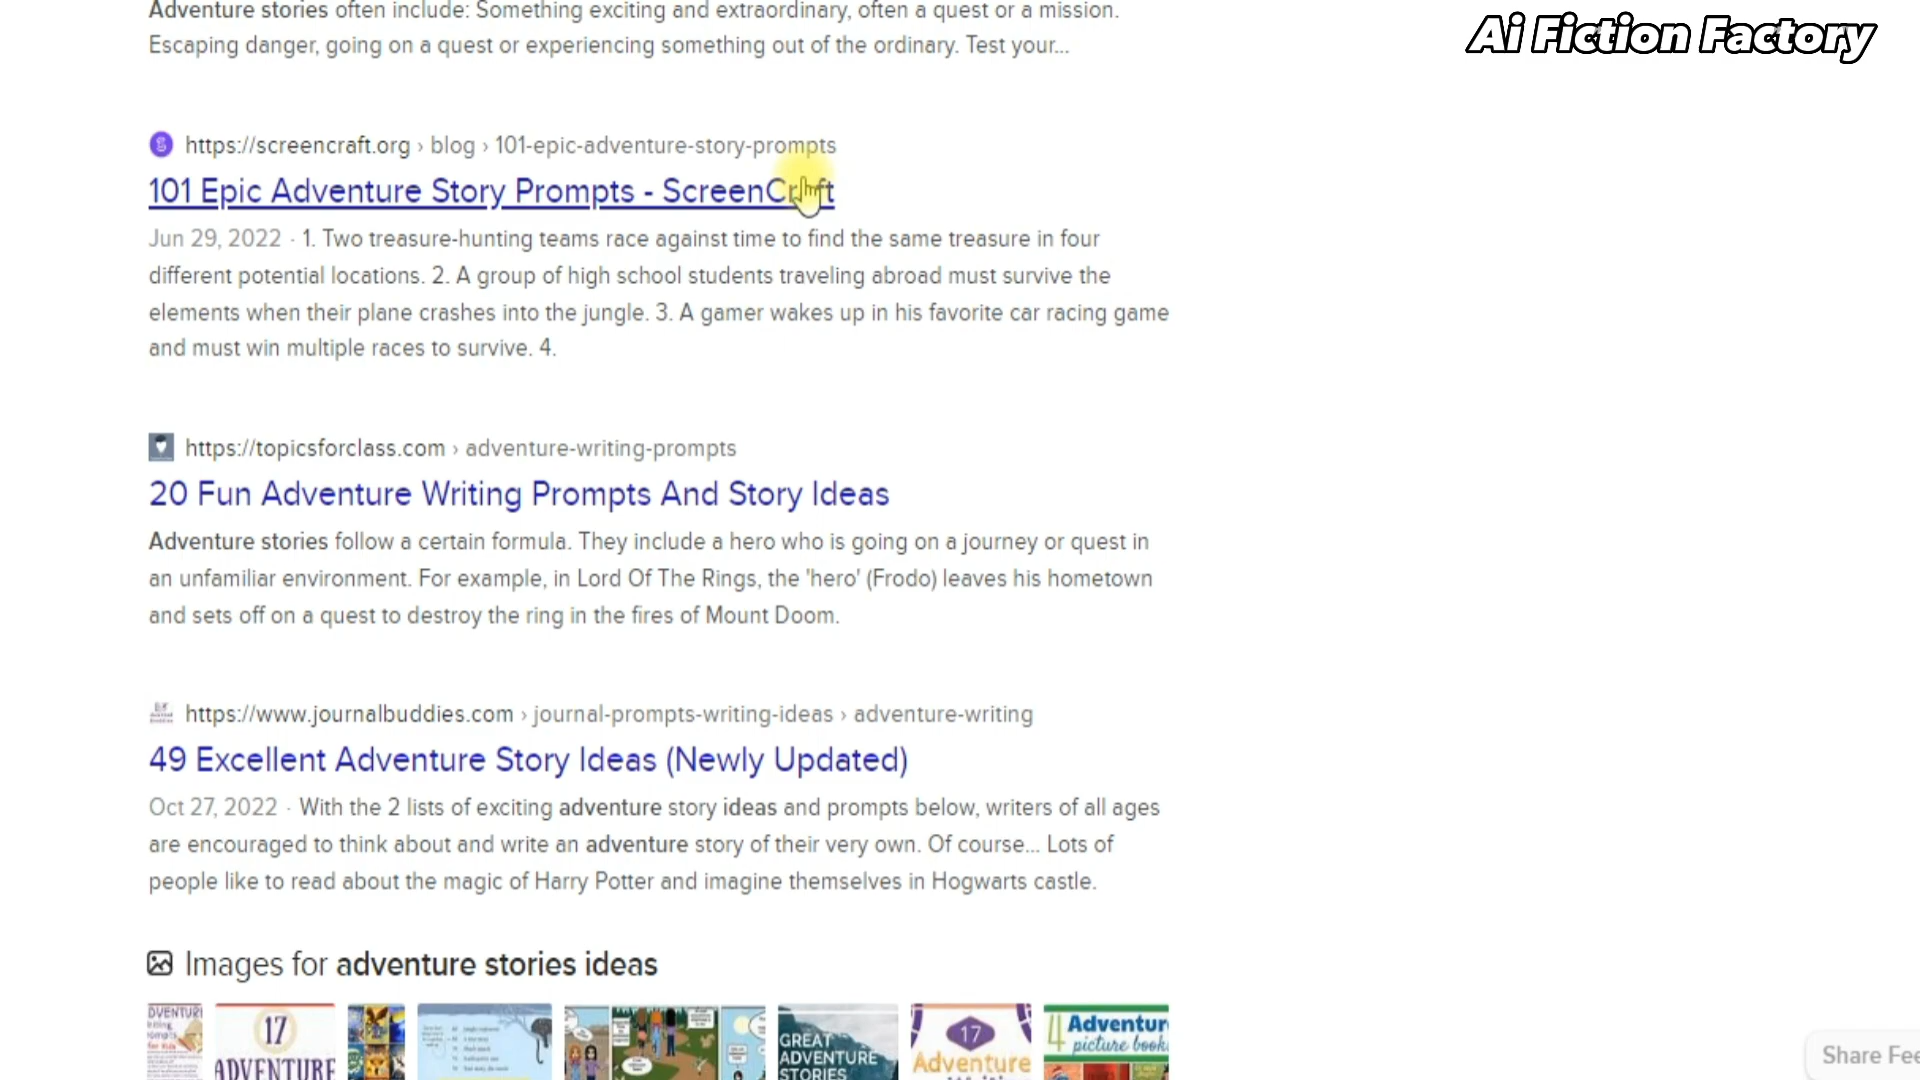 Adventure stories often include: Something exciting and extraordinary, often a quest or a mission.
Escaping danger, going on a quest or experiencing something out of the ordinary. Test your...
Ai Fiction Factory
https://screencraft.org › blog › 101-epic-adventure-story-prompts
101 Epic Adventure Story Prompts - ScreenCraft
Jun 29, 2022 · 1. Two treasure-hunting teams race against time to find the same treasure in four
different potential locations. 2. A group of high school students traveling abroad must survive the
elements when their plane crashes into the jungle. 3. A gamer wakes up in his favorite car racing game
and must win multiple races to survive. 4.
https://topicsforclass.com › adventure-writing-prompts
20 Fun Adventure Writing Prompts And Story Ideas
Adventure stories follow a certain formula. They include a hero who is going on a journey or quest in
an unfamiliar environment. For example, in Lord Of The Rings, the 'hero' (Frodo) leaves his hometown
and sets off on a quest to destroy the ring in the fires of Mount Doom.
https://www.journalbuddies.com › journal-prompts-writing-ideas › adventure-writing
49 Excellent Adventure Story Ideas (Newly Updated)
Oct 27, 2022 · With the 2 lists of exciting adventure story ideas and prompts below, writers of all ages
are encouraged to think about and write an adventure story of their very own. Of course... Lots of
people like to read about the magic of Harry Potter and imagine themselves in Hogwarts castle.
Images for adventure stories ideas
17
ADVENTURE
GREAT
ADVENTURE
STORIES
17
Adventure
4 Adventur
picture book
Share Fee